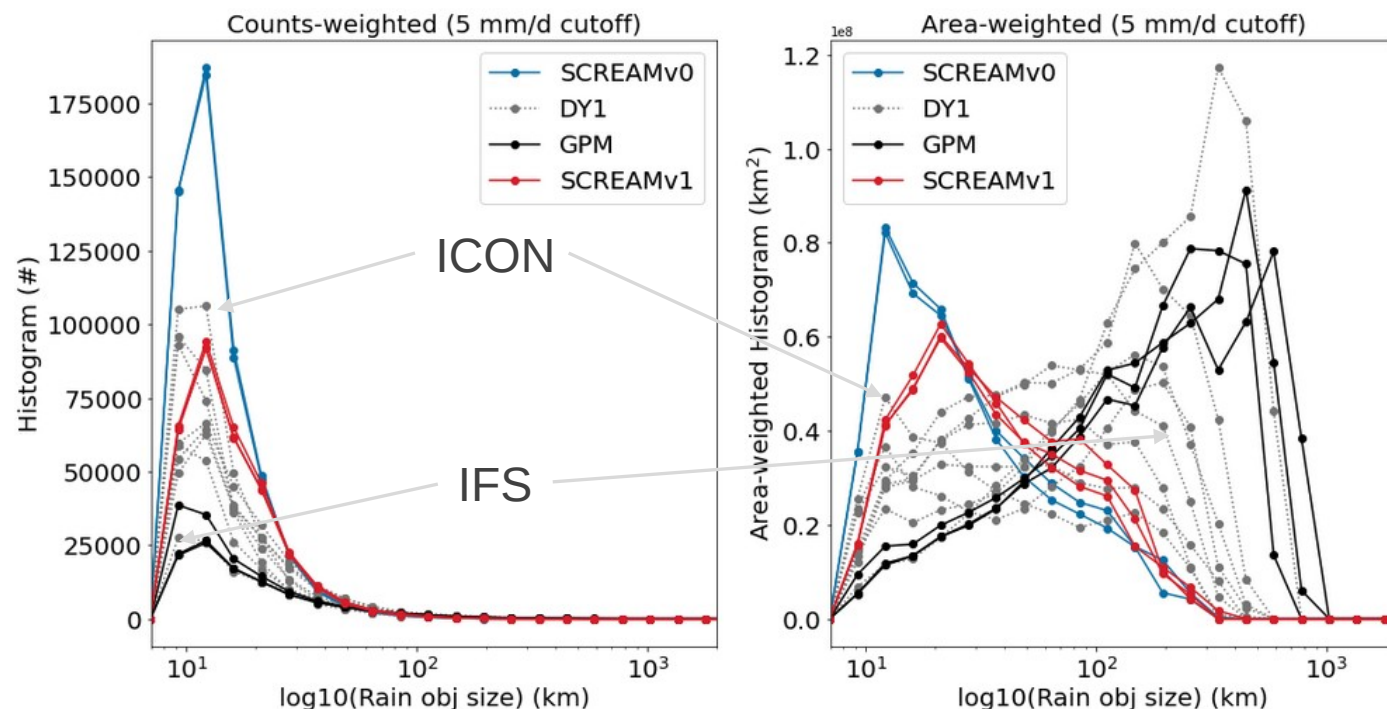 Counts-weighted (5 mm/d cutoff)
Histogram (#)
175000
150000
125000
100000
75000
50000
25000
0
SCREAMv0
DY1
GPM
SCREAMv1
10¹
10²
10³
log10(Rain obj size) (km)
ICON
IFS
Area-weighted (5 mm/d cutoff)
1e8
Area-weighted Histogram (km²)
1.2
1.0
0.8
0.6
0.4
0.2
0.0
SCREAMv0
DY1
GPM
SCREAMv1
10¹
10²
10³
log10(Rain obj size) (km)